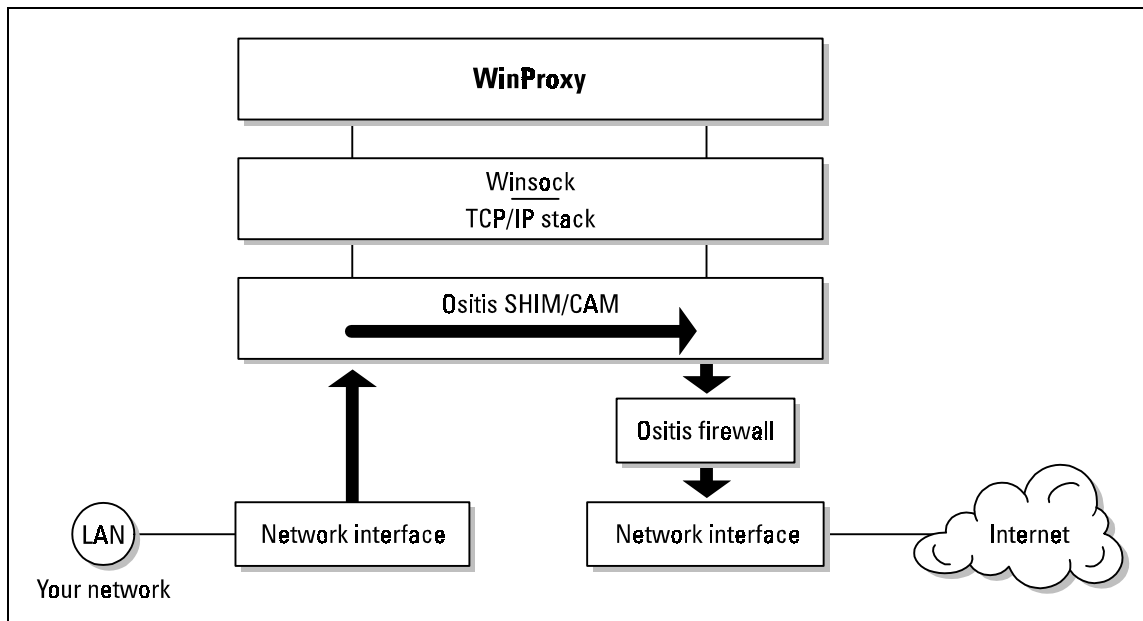 WinProxy
Winsock
TCP/IP stack
Ositis SHIM/CAM
Ositis firewall
LAN
Network interface
Network interface
Internet
Your network